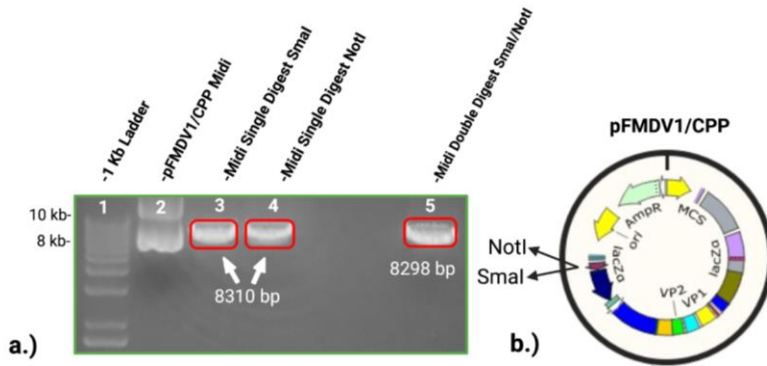 -1 Kb Ladder
-pFMDV1/CPP Midi
-Midi Single Digest SmaI
-Midi Single Digest NotI
-Midi Double Digest SmaI/NotI
1
2
3
4
5
10 kb-
8 kb-
8310 bp
8298 bp
a.)
pFMDV1/CPP
AmpR
MCS
ori
lacZα
lacZα
NotI
SmaI
VP2
VP1
b.)